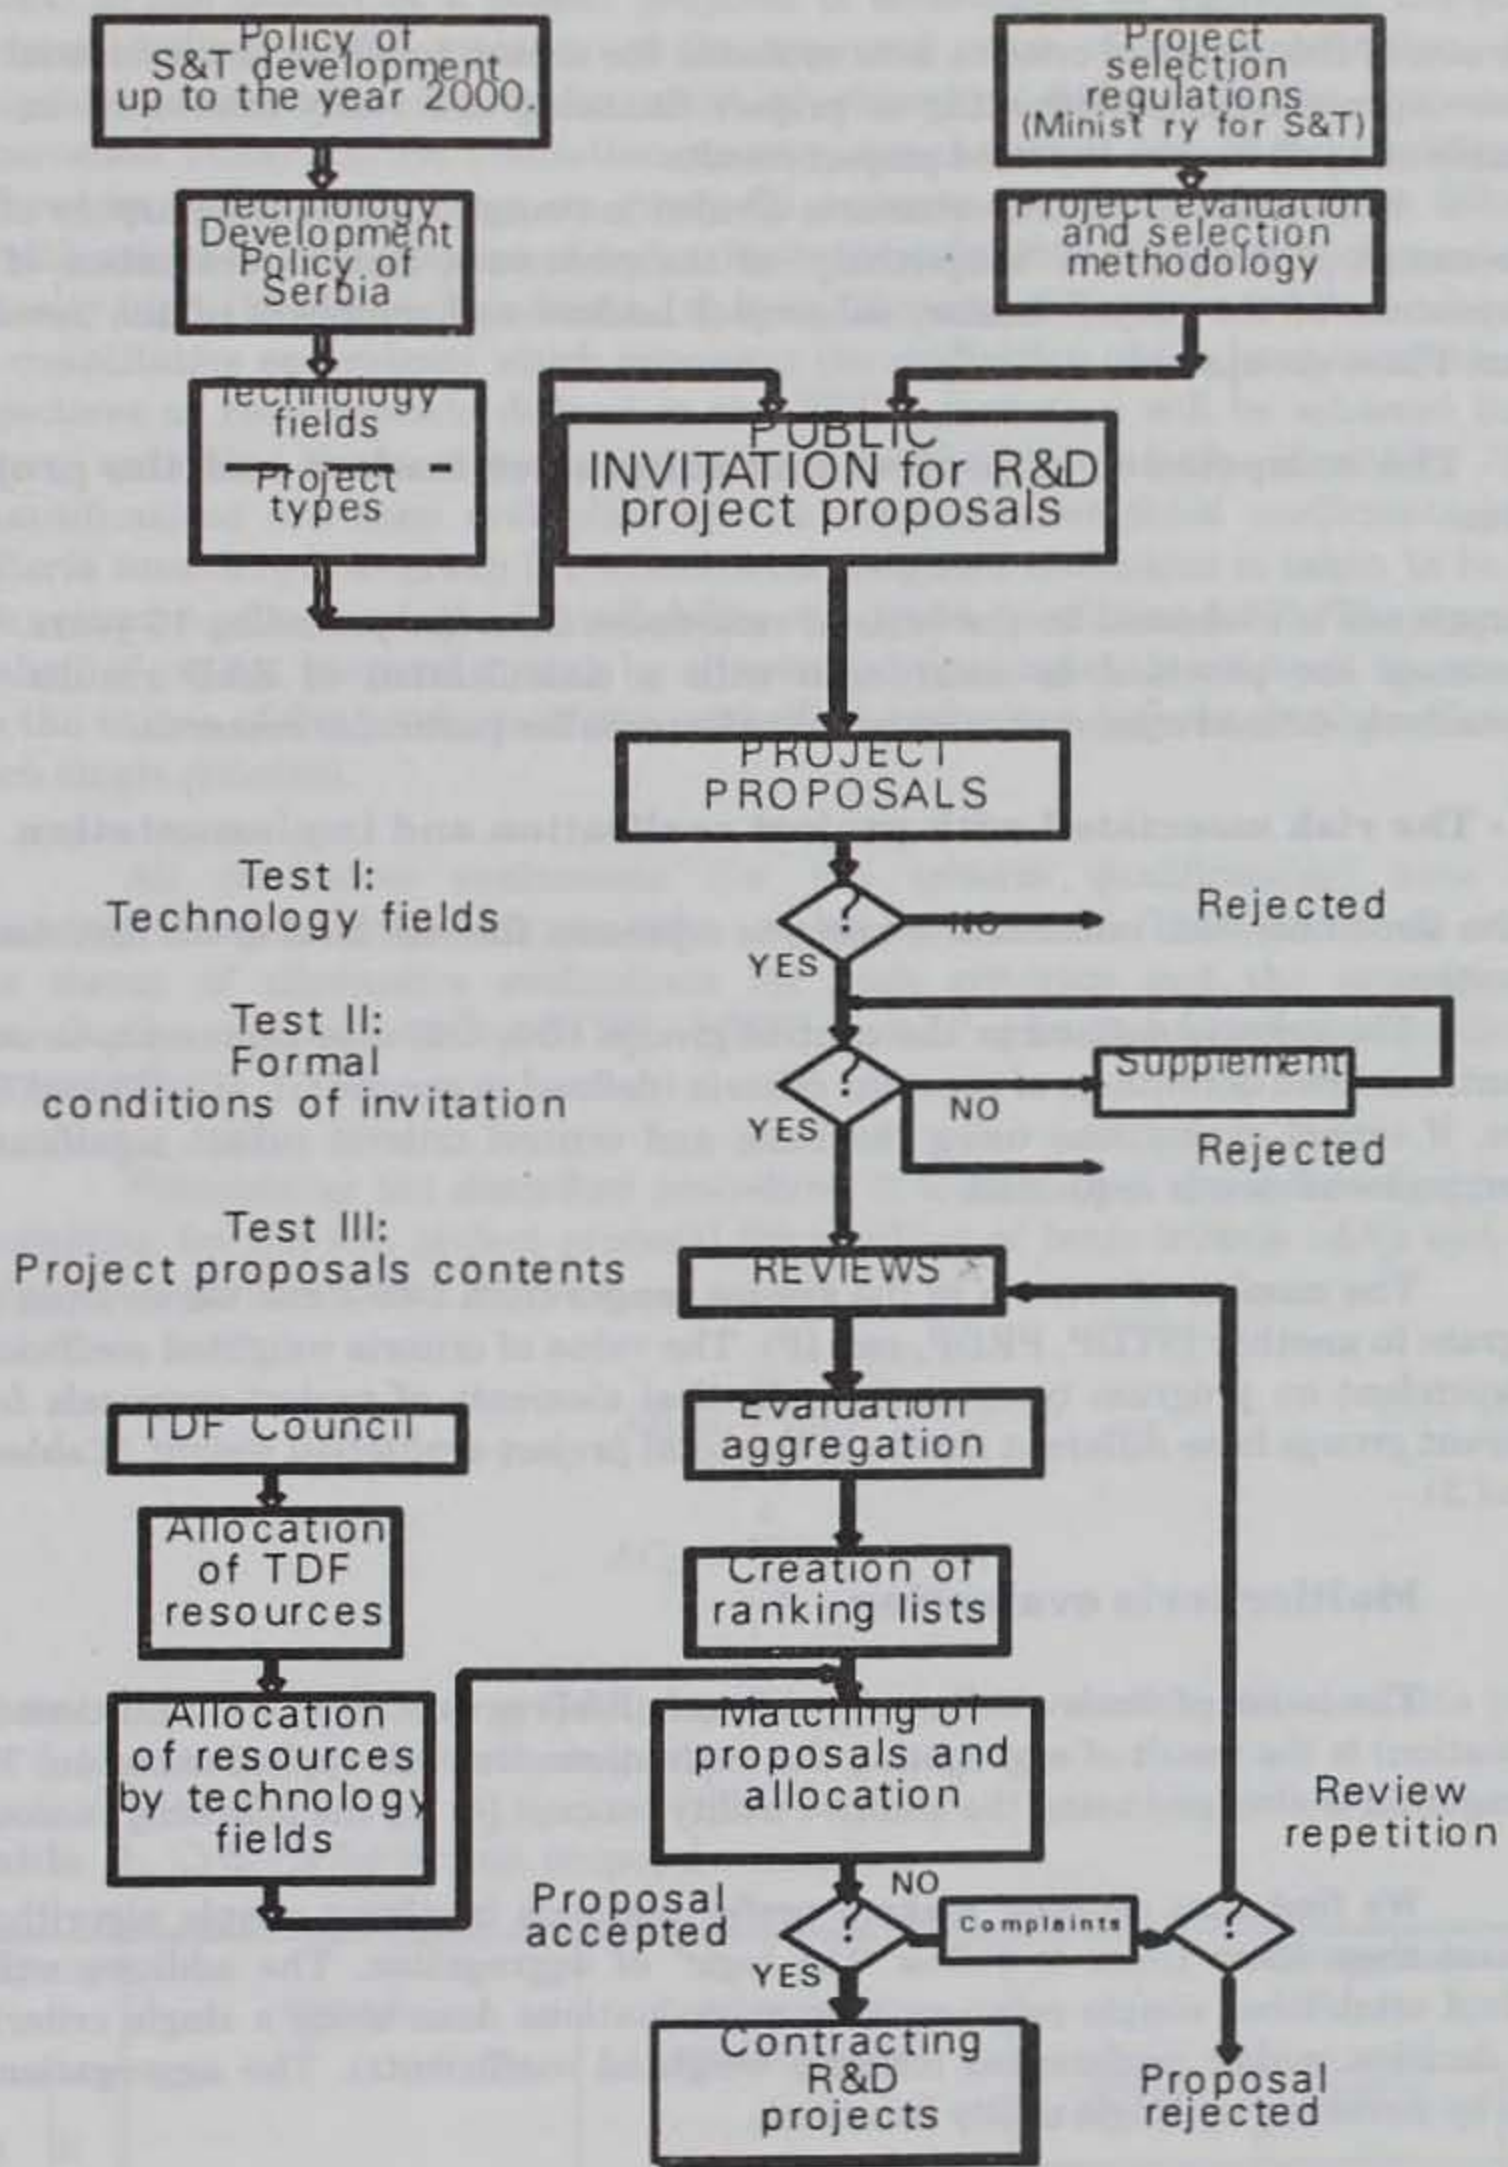 Policy of
S&T development
up to the year 2000.
Technology
Development
Policy of
Serbia
Technology
fields
Project
types
Project
selection
regulations
(Minist ry for S&T)
Project evaluation
and selection
methodology
PUBLIC
INVITATION for R&D
project proposals
PROJECT
PROPOSALS
Test I:
Technology fields
?
NO
Rejected
YES
Test II:
Formal
conditions of invitation
?
NO
Supplement
YES
Rejected
Test III:
Project proposals contents
REVIEWS
Evaluation
aggregation
Creation of
ranking lists
TDF Council
Allocation
of TDF
resources
Allocation
of resources
by technology
fields
Matching of
proposals and
allocation
Review
repetition
Proposal
accepted
?
NO
Complaints
?
YES
Contracting
R&D
projects
Proposal
rejected